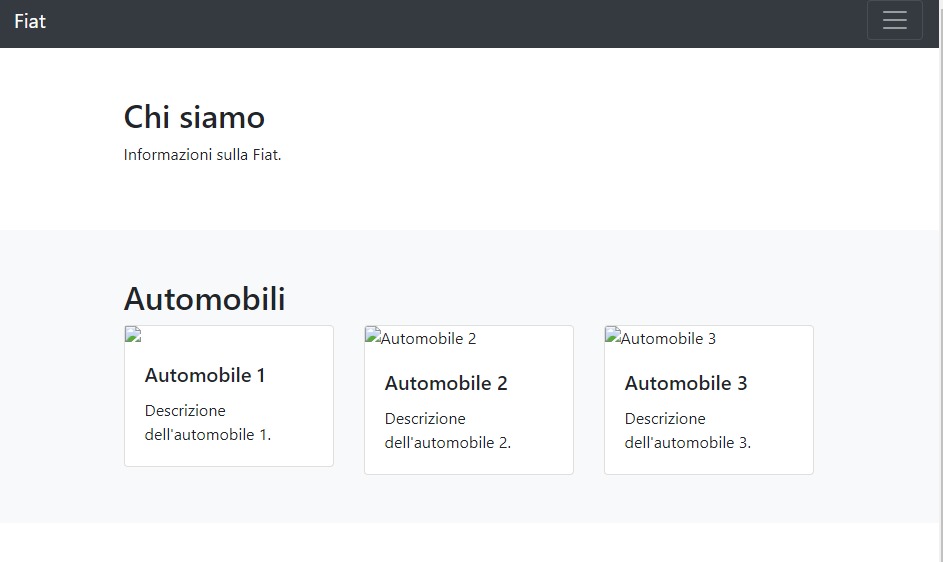 Fiat
Chi siamo
Informazioni sulla Fiat.
Automobili
Automobile 2
Automobile 3
Automobile 1
Automobile 2
Automobile 3
Descrizione
dell'automobile 1.
Descrizione
dell'automobile 2.
Descrizione
dell'automobile 3.